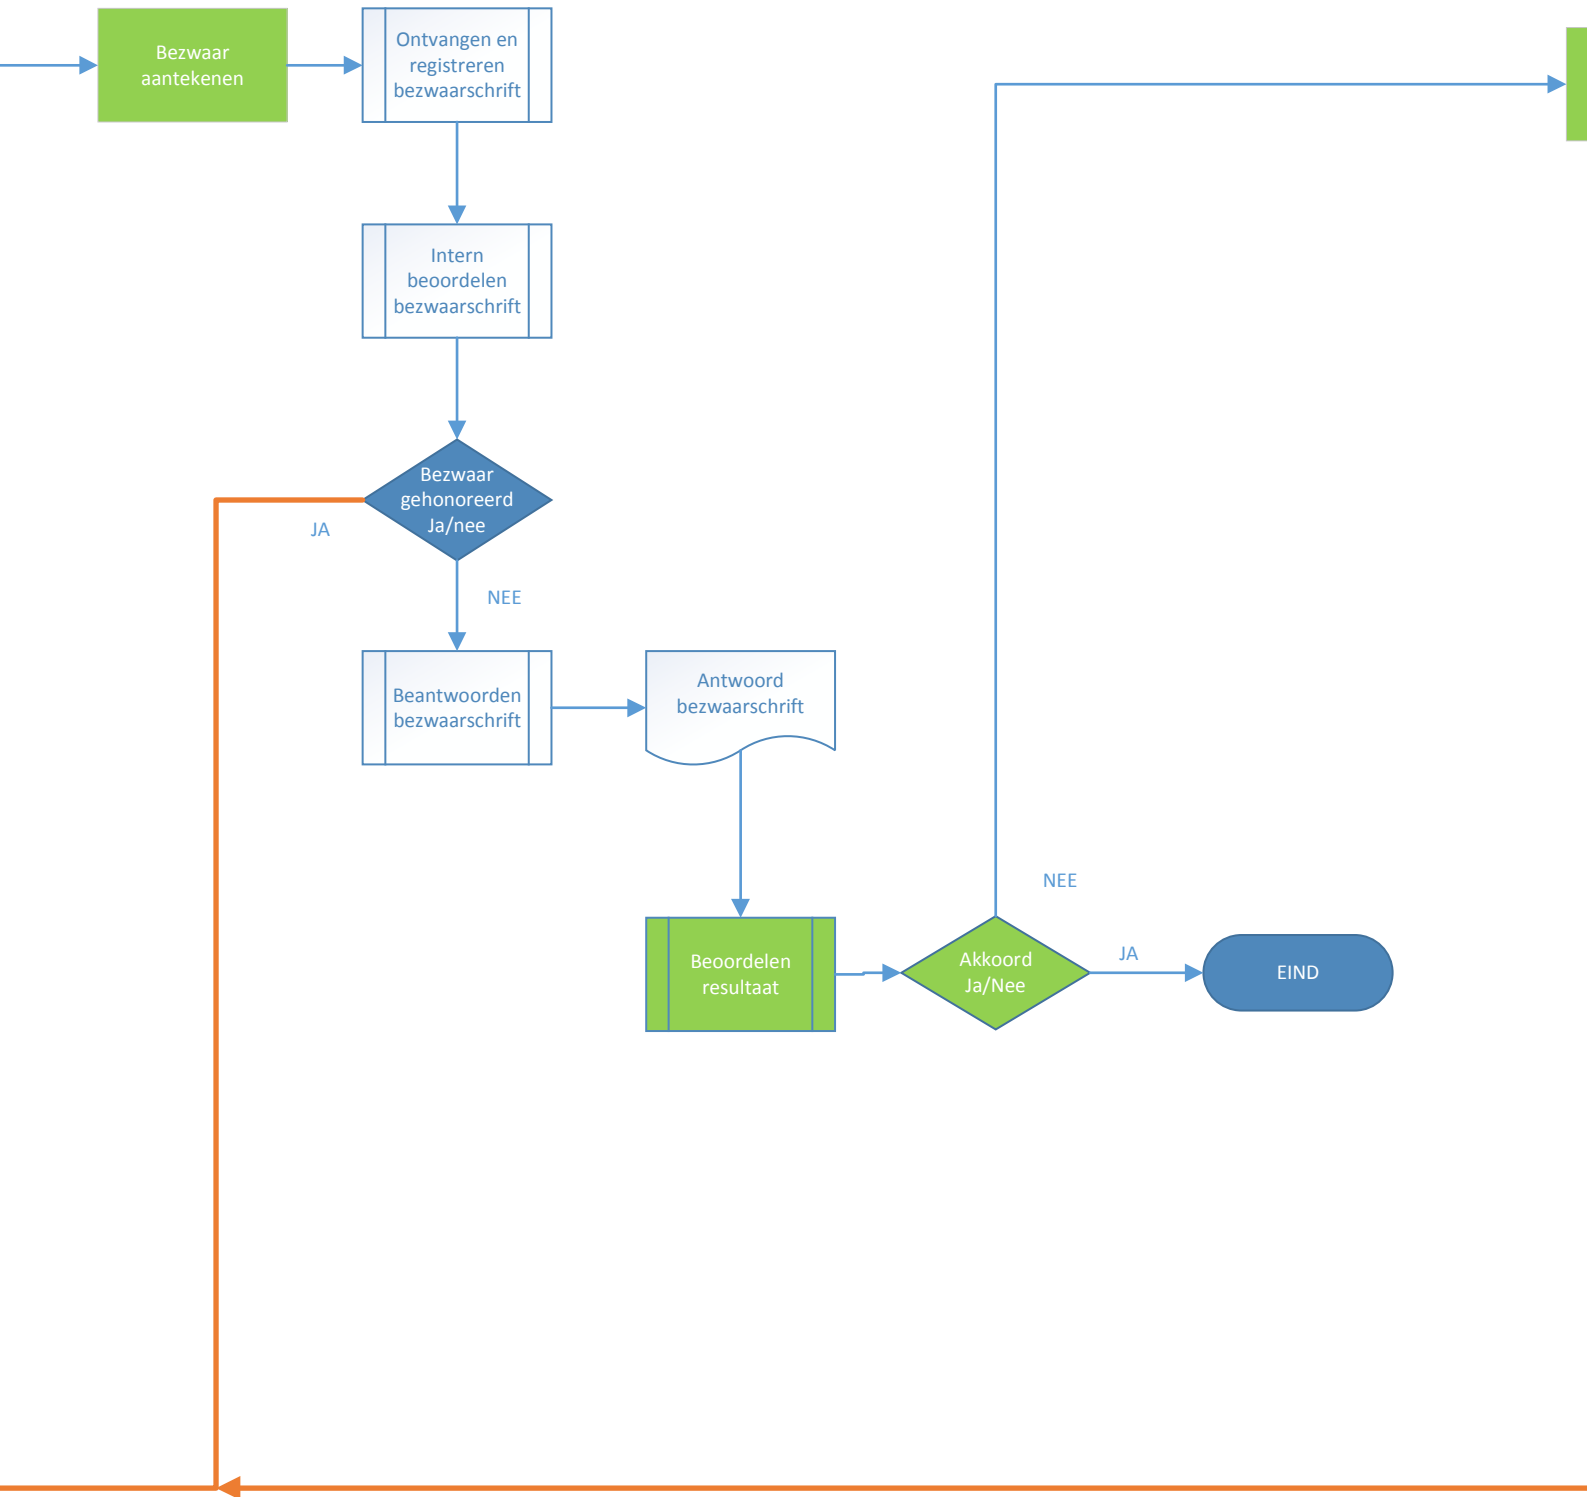 Bezwaar
aantekenen
Ontvangen en
registreren
bezwaarschrift
Intern
beoordelen
bezwaarschrift
Bezwaar
gehonoreerd
Ja/nee
JA
NEE
Beantwoorden
bezwaarschrift
Antwoord
bezwaarschrift
NEE
Beoordelen
resultaat
Akkoord
Ja/Nee
JA
EIND